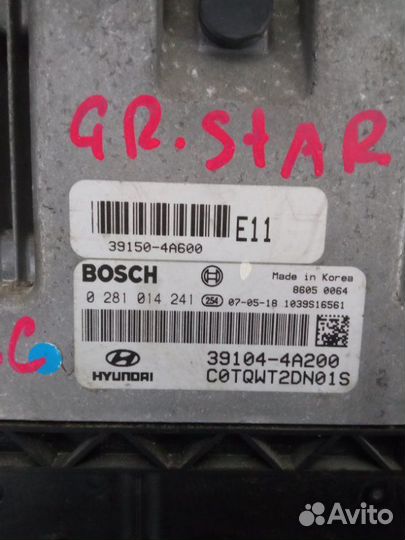 GR. StAR
E11
39150-4A600
BOSCH
Made in Korea
8605 0064
0 281 014 241 254 07-05-18 1039S16561
HYUNDAI
39104-4A200
C0TQWT2DN01S
Avito